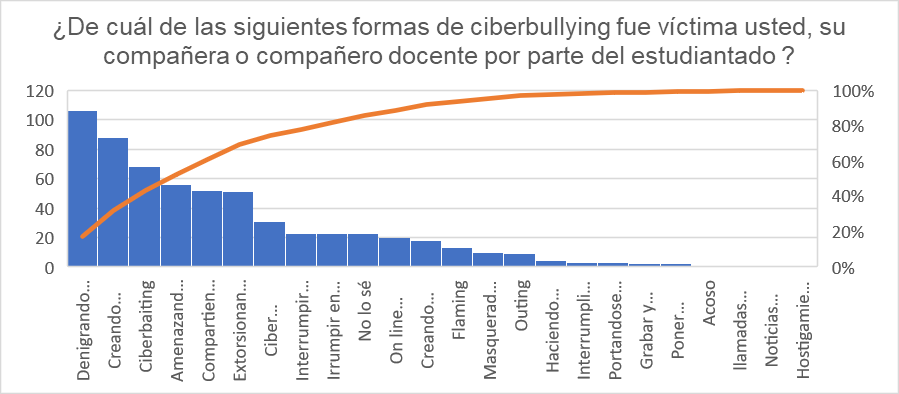 ¿De cuál de las siguientes formas de ciberbullying fue víctima usted, su
compañera o compañero docente por parte del estudiantado ?
120
100
80
60
40
20
0
100%
80%
60%
40%
20%
0%
Denigrando...
Creando...
Ciberbaiting
Amenazand...
Compartien...
Extorsionan...
Ciber...
Interrumpir...
Irrumpir en...
No lo sé
On line...
Creando...
Flaming
Masquerad...
Outing
Haciendo...
Interrumpli...
Portandose...
Grabar y...
Poner...
Acoso
llamadas...
Noticias...
Hostigamie...